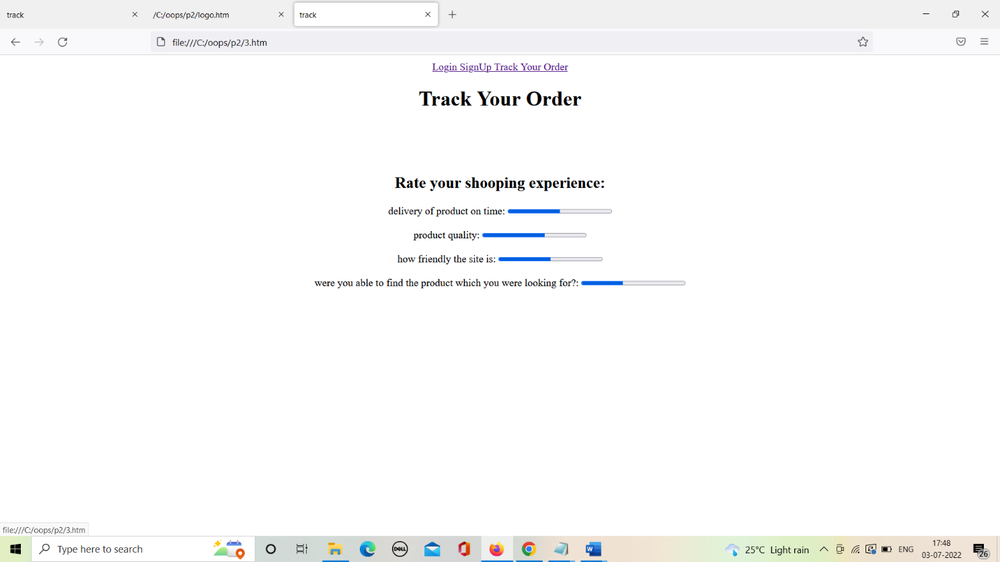 track
/C:/oops/p2/logo.htm
track
file:///C:/oops/p2/3.htm
Login SignUp Track Your Order
Track Your Order
Rate your shooping experience:
delivery of product on time:
product quality:
how friendly the site is:
were you able to find the product which you were looking for?:
file:///C:/oops/p2/3.htm
Type here to search
DELL
W
25°C Light rain
ENG
17:48
03-07-2022
26